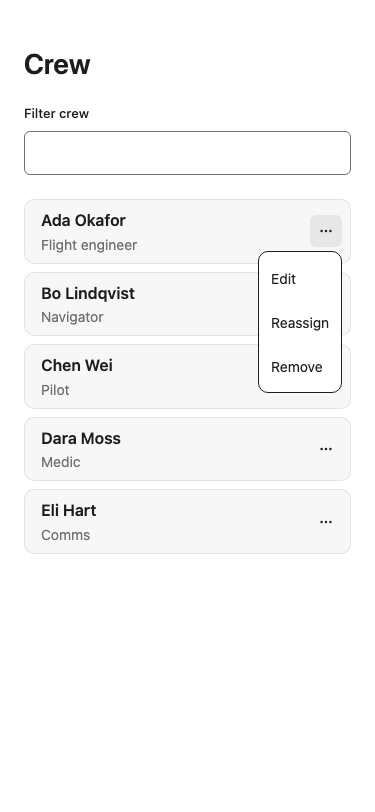 Crew
Filter crew
Ada Okafor
Flight engineer
Edit
Reassign
Remove
Bo Lindqvist
Navigator
Chen Wei
Pilot
Dara Moss
Medic
Eli Hart
Comms